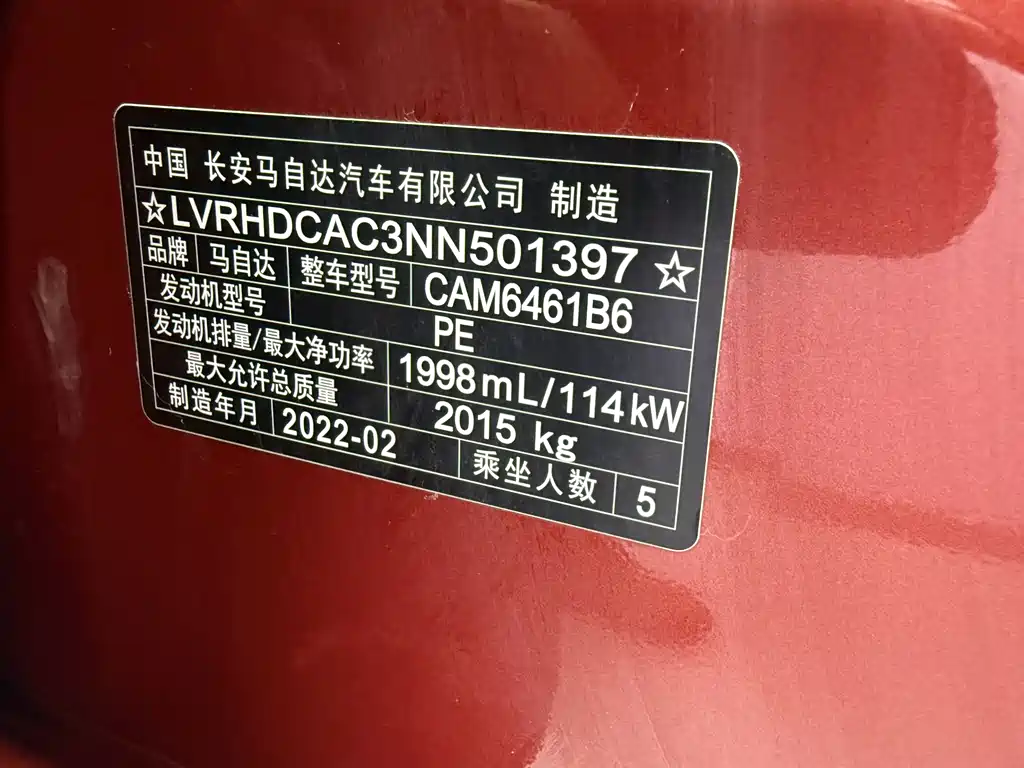 中国 长安马自达汽车有限公司 制造
☆LVRHDCAC3NN501397☆
品牌 马自达 整车型号 CAM6461B6
发动机型号 PE
发动机排量/最大净功率 1998mL/114kW
最大允许总质量 2015 kg
制造年月 2022-02 乘坐人数 5